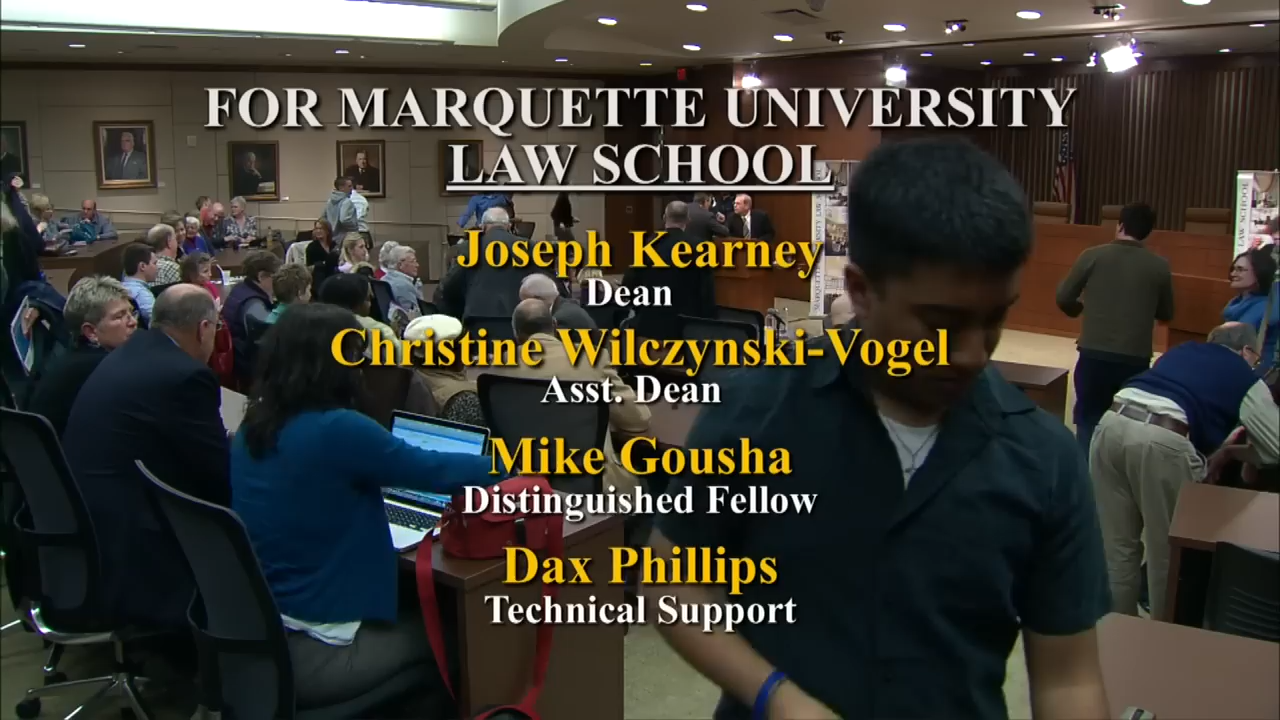 FOR MARQUETTE UNIVERSITY
LAW SCHOOL
Joseph Kearney
Dean
Christine Wilczynski-Vogel
Asst. Dean
Mike Gousha
Distinguished Fellow
Dax Phillips
Technical Support